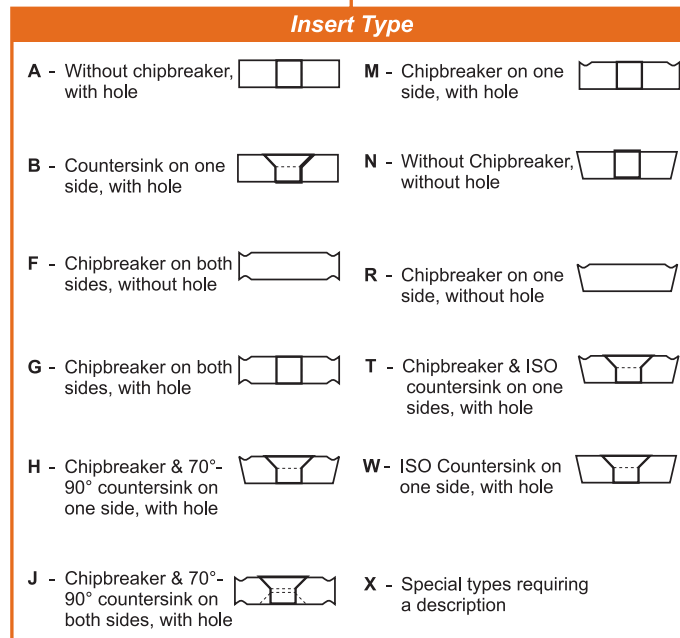 Insert Type
A - Without chipbreaker,
with hole
B - Countersink on one
side, with hole
F - Chipbreaker on both
sides, without hole
G - Chipbreaker on both
sides, with hole
H - Chipbreaker & 70°-
90° countersink on
one side, with hole
J - Chipbreaker & 70°-
90° countersink on
both sides, with hole
M - Chipbreaker on one
side, with hole
N - Without Chipbreaker,
without hole
R - Chipbreaker on one
side, without hole
T - Chipbreaker & ISO
countersink on one
sides, with hole
W - ISO Countersink on
one side, with hole
X - Special types requiring
a description